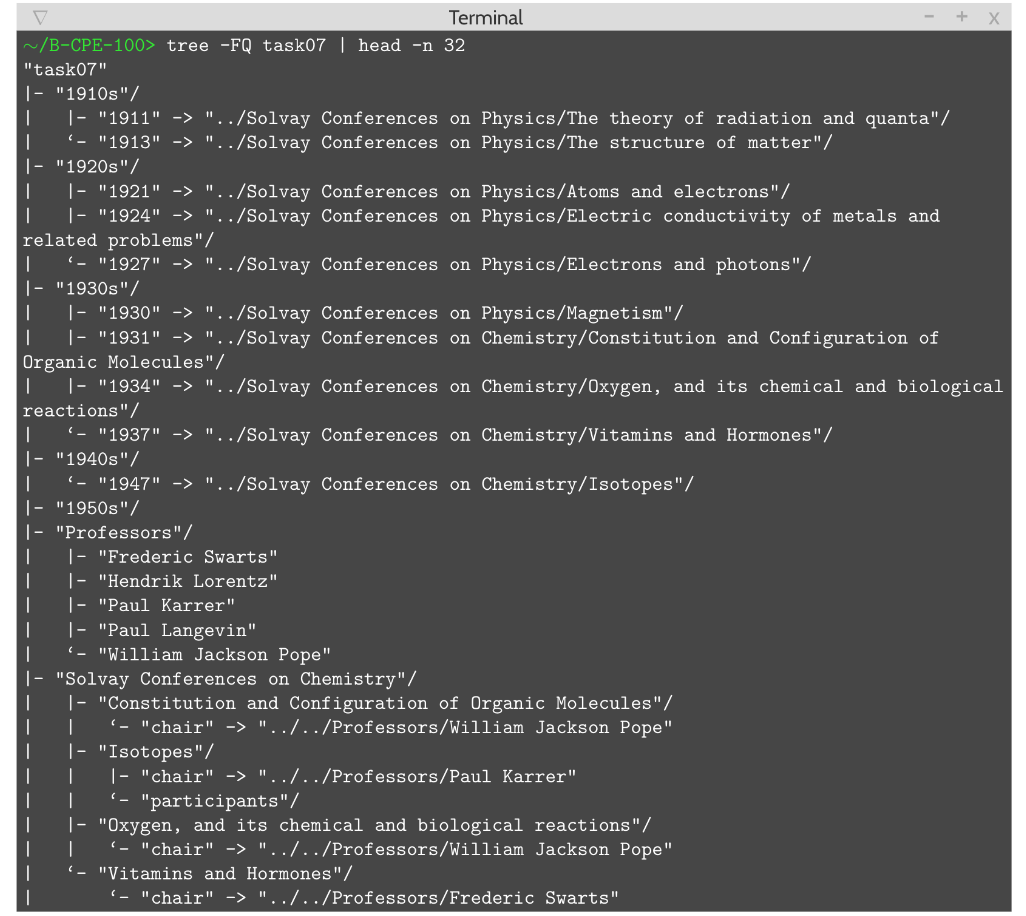 ▽ Terminal - + x
~/B-CPE-100> tree -FQ task07 | head -n 32
"task07"
|- "1910s"/
|   |- "1911" -> "../Solvay Conferences on Physics/The theory of radiation and quanta"/
|   ‘- "1913" -> "../Solvay Conferences on Physics/The structure of matter"/
|- "1920s"/
|   |- "1921" -> "../Solvay Conferences on Physics/Atoms and electrons"/
|   |- "1924" -> "../Solvay Conferences on Physics/Electric conductivity of metals and
related problems"/
|   ‘- "1927" -> "../Solvay Conferences on Physics/Electrons and photons"/
|- "1930s"/
|   |- "1930" -> "../Solvay Conferences on Physics/Magnetism"/
|   |- "1931" -> "../Solvay Conferences on Chemistry/Constitution and Configuration of
Organic Molecules"/
|   |- "1934" -> "../Solvay Conferences on Chemistry/Oxygen, and its chemical and biological
reactions"/
|   ‘- "1937" -> "../Solvay Conferences on Chemistry/Vitamins and Hormones"/
|- "1940s"/
|   ‘- "1947" -> "../Solvay Conferences on Chemistry/Isotopes"/
|- "1950s"/
|- "Professors"/
|   |- "Frederic Swarts"
|   |- "Hendrik Lorentz"
|   |- "Paul Karrer"
|   |- "Paul Langevin"
|   ‘- "William Jackson Pope"
|- "Solvay Conferences on Chemistry"/
|   |- "Constitution and Configuration of Organic Molecules"/
|   |   ‘- "chair" -> "../../Professors/William Jackson Pope"
|   |- "Isotopes"/
|   |   |- "chair" -> "../../Professors/Paul Karrer"
|   |   ‘- "participants"/
|   |- "Oxygen, and its chemical and biological reactions"/
|   |   ‘- "chair" -> "../../Professors/William Jackson Pope"
|   ‘- "Vitamins and Hormones"/
|       ‘- "chair" -> "../../Professors/Frederic Swarts"